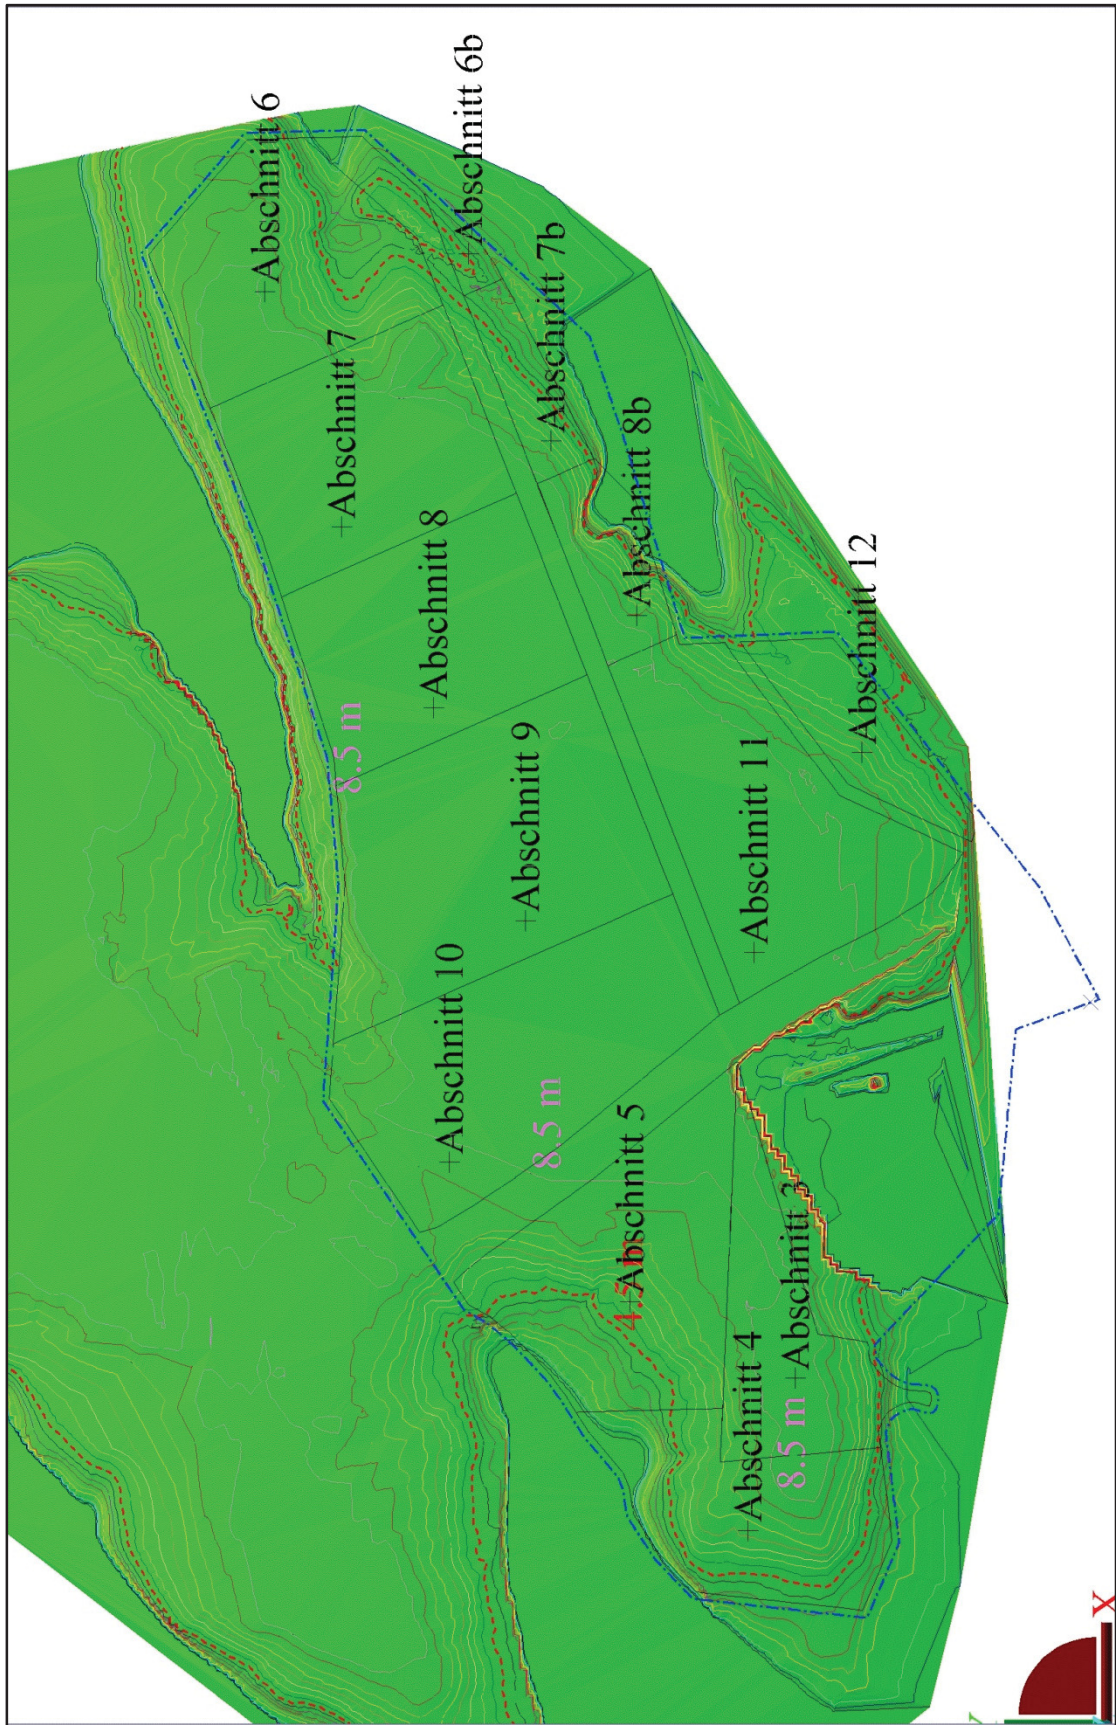 +Abschnitt 6
+Abschnitt 6b
+Abschnitt 7
+Abschnitt 7b
+Abschnitt 8
+Abschnitt 8b
8.5 m
+Abschnitt 9
+Abschnitt 12
+Abschnitt 11
+Abschnitt 10
8.5 m
+Abschnitt 5
+Abschnitt 3
+Abschnitt 4
8.5 m
X
Y